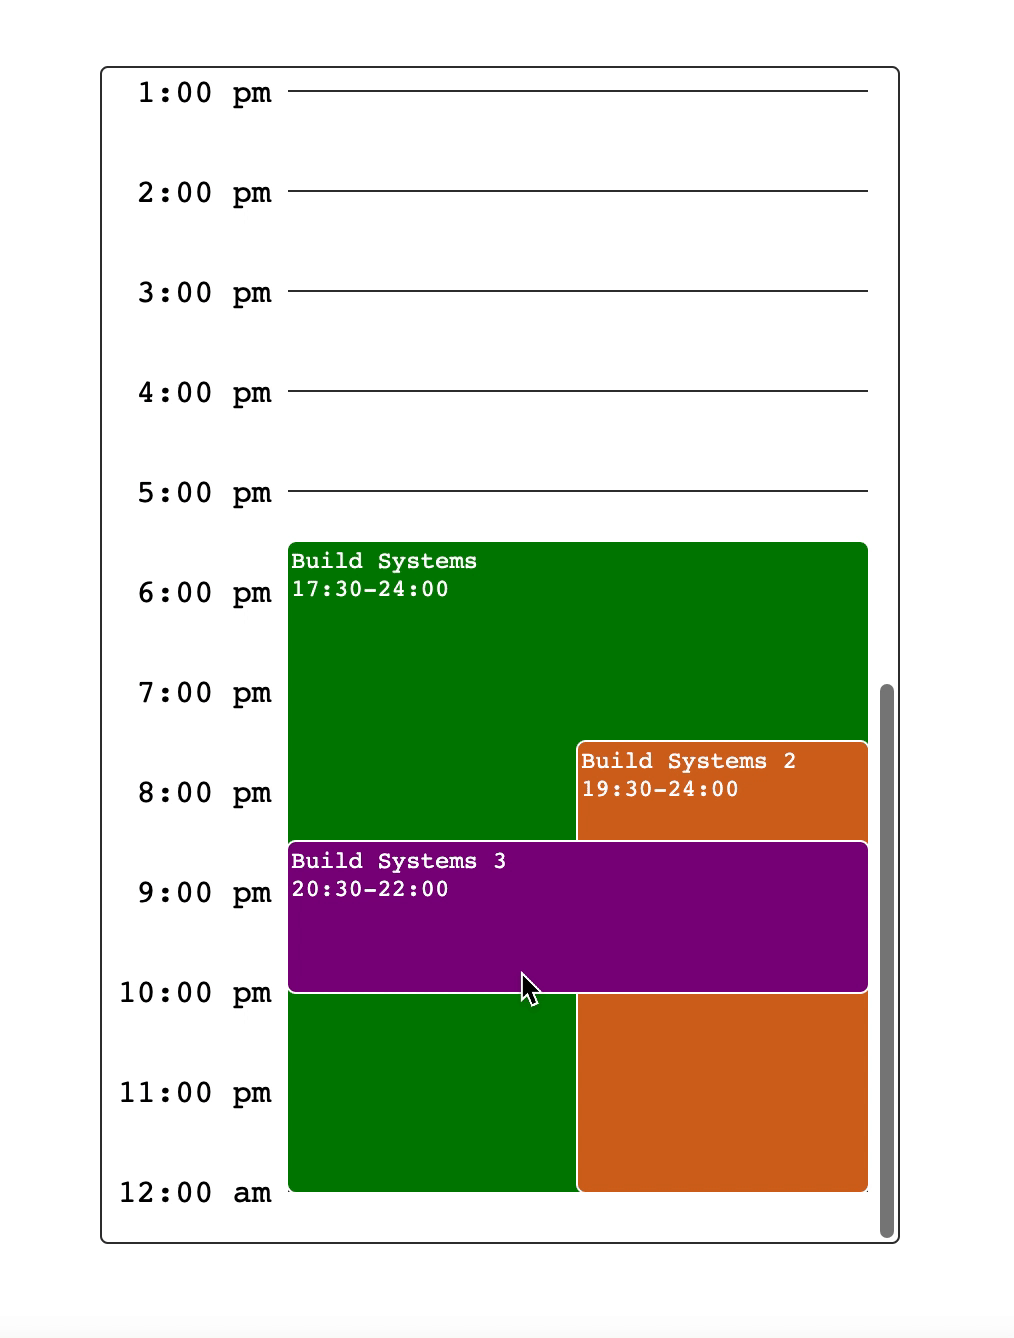 1:00 pm
2:00 pm
3:00 pm
4:00 pm
5:00 pm
Build Systems
17:30–24:00
6:00 pm
7:00 pm
Build Systems 2
19:30–24:00
8:00 pm
Build Systems 3
20:30–22:00
9:00 pm
10:00 pm
11:00 pm
12:00 am